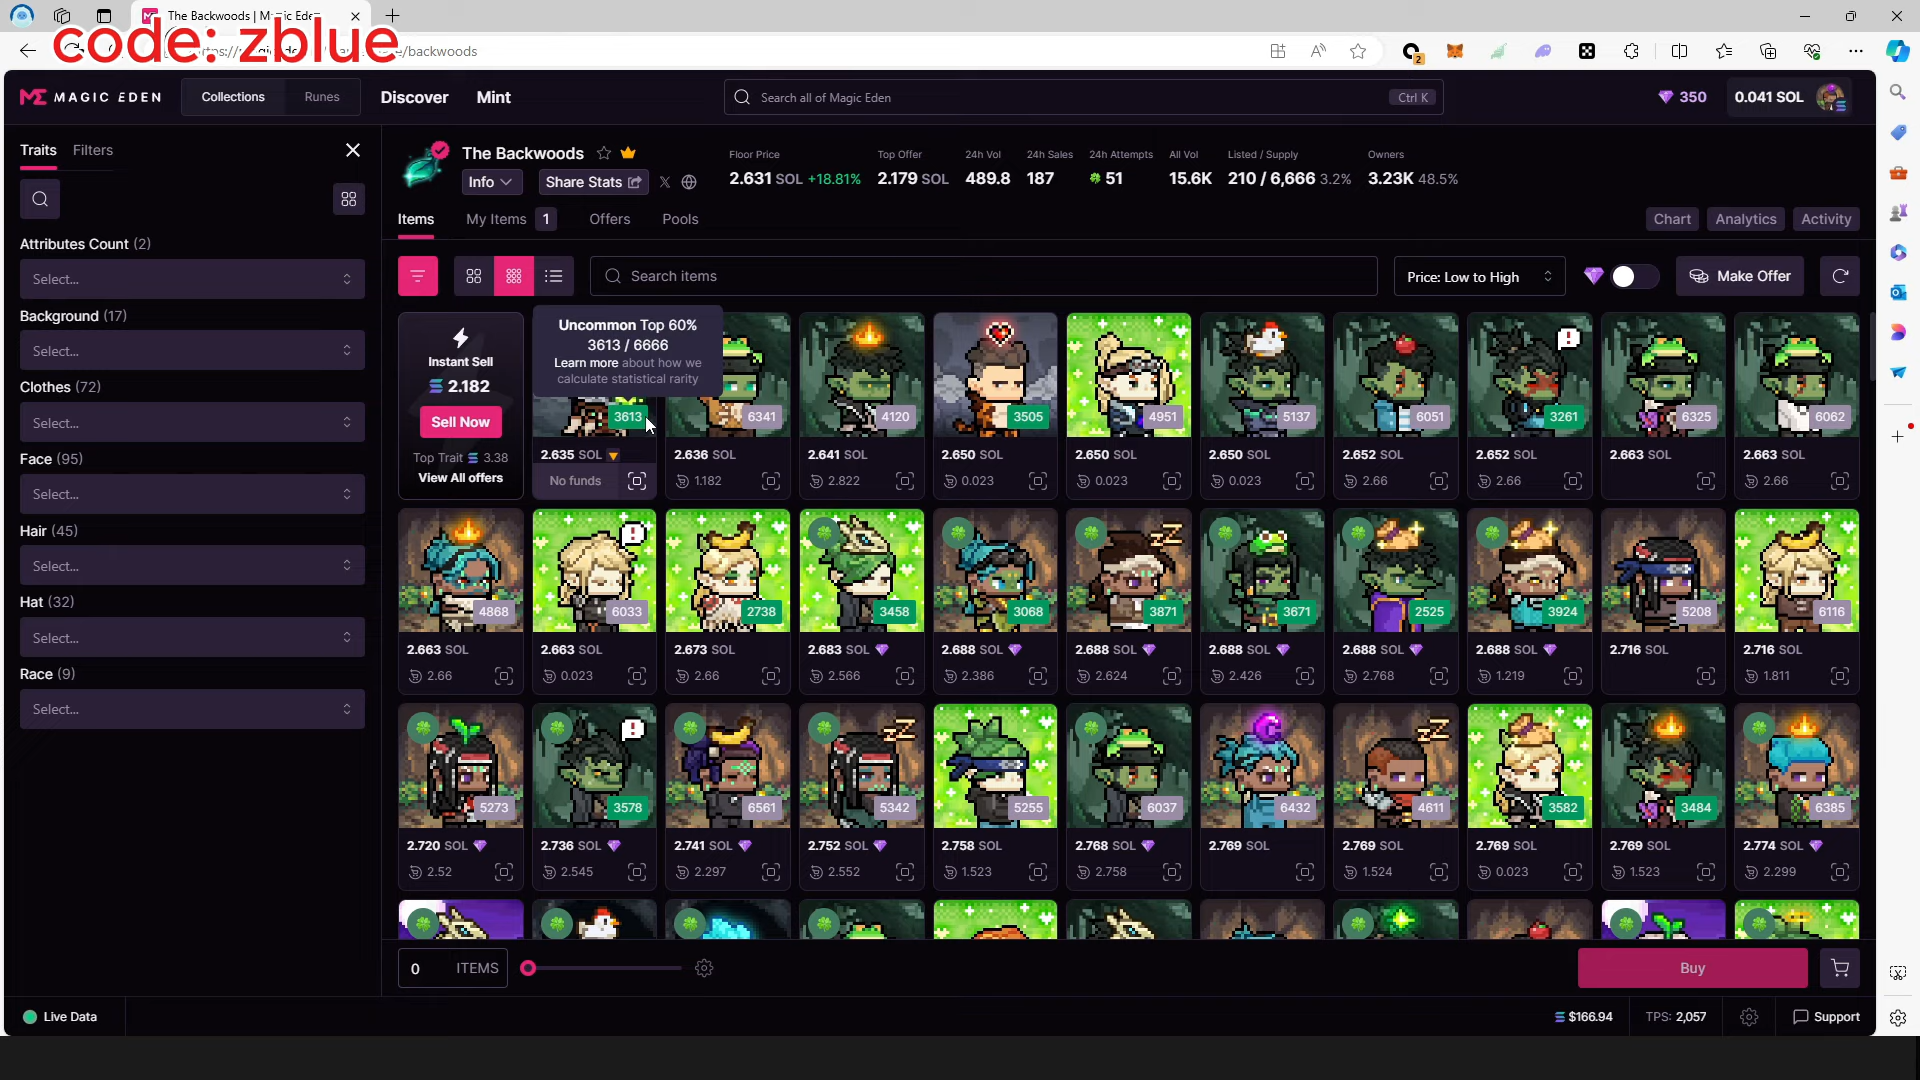 The Backwoods | Magic Eden
code: zblue
/backwoods
2
MAGIC EDEN
Collections
Runes
Discover
Mint
Search all of Magic Eden
Ctrl K
350
0.041 SOL
Traits
Filters
Attributes Count (2)
Select...
Background (17)
Select...
Clothes (72)
Select...
Face (95)
Select...
Hair (45)
Select...
Hat (32)
Select...
Race (9)
Select...
The Backwoods
Info
Share Stats
Floor Price
2.631 SOL +18.81%
Top Offer
2.179 SOL
24h Vol
489.8
24h Sales
187
24h Attempts
51
All Vol
15.6K
Listed / Supply
210 / 6,666 3.2%
Owners
3.23K 48.5%
Items
My Items 1
Offers
Pools
Chart
Analytics
Activity
Search items
Price: Low to High
Make Offer
Instant Sell
2.182
Sell Now
Top Trait 3.38
View All offers
Uncommon Top 60%
3613 / 6666
Learn more about how we
calculate statistical rarity
3613 6341 4120 3505 4951 5137 6051 3261 6325 6062
2.635 SOL 2.636 SOL 2.641 SOL 2.650 SOL 2.650 SOL 2.650 SOL 2.652 SOL 2.652 SOL 2.663 SOL 2.663 SOL
No funds 1.182 2.822 0.023 0.023 0.023 2.66 2.66 2.66
4868 6033 2738 3458 3068 3871 3671 2525 3924 5208 6116
2.663 SOL 2.663 SOL 2.673 SOL 2.683 SOL 2.688 SOL 2.688 SOL 2.688 SOL 2.688 SOL 2.688 SOL 2.716 SOL 2.716 SOL
2.66 0.023 2.66 2.566 2.386 2.624 2.426 2.768 1.219 1.811
5273 3578 6561 5342 5255 6037 6432 4611 3582 3484 6385
2.720 SOL 2.736 SOL 2.741 SOL 2.752 SOL 2.758 SOL 2.768 SOL 2.769 SOL 2.769 SOL 2.769 SOL 2.769 SOL 2.774 SOL
2.52 2.545 2.297 2.552 1.523 2.758 1.524 0.023 1.523 2.299
0 ITEMS
Buy
Live Data
$166.94
TPS: 2,057
Support